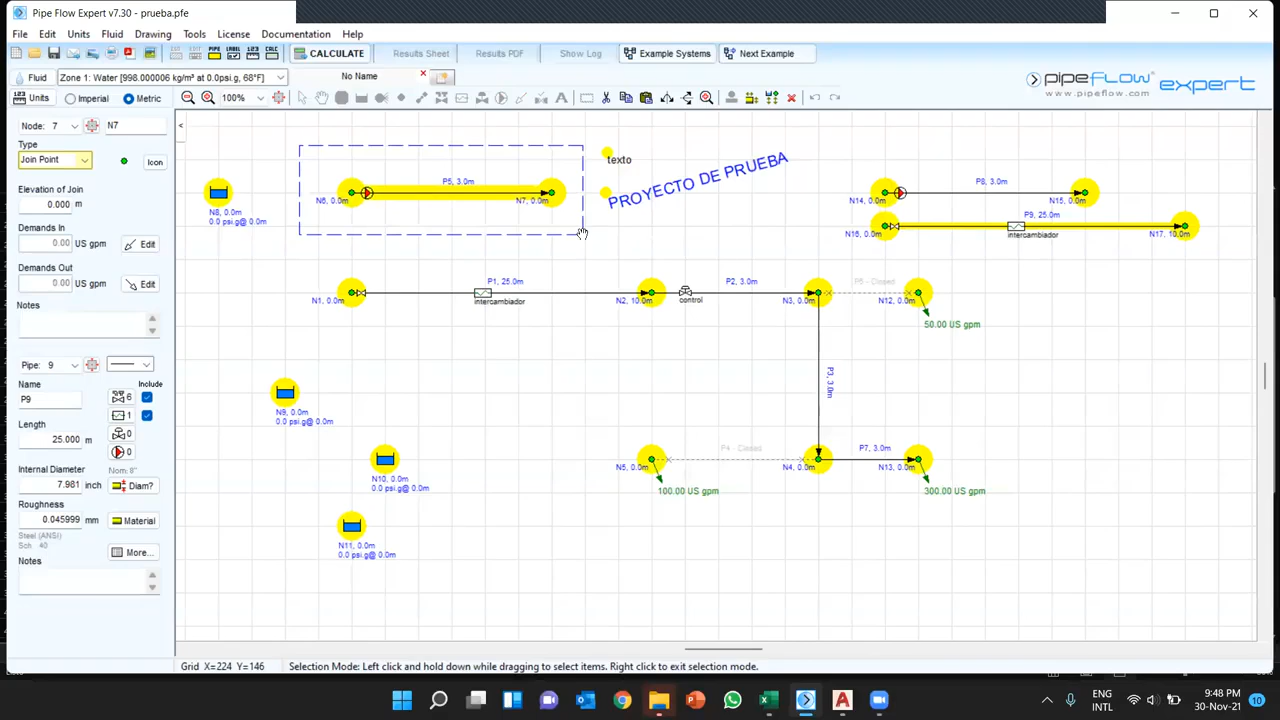 Pipe Flow Expert v7.30 - prueba.pfe
File Edit Units Fluid Drawing Tools License Documentation Help
CALCULATE Results Sheet Results PDF Show Log Example Systems Next Example
Fluid Zone 1: Water [998.000006 kg/m³ at 0.0psi.g, 68°F] No Name
pipeFLOW expert
www.pipeflow.com
Units Imperial Metric 100%
Node: 7 N7
Type
Join Point Icon
Elevation of Join
0.000 m
Demands In
0.00 US gpm Edit
Demands Out
0.00 US gpm Edit
Notes
Pipe: 9
Name Include
P9 6
Length 1
25.000 m 0
Internal Diameter 0
Nom: 8"
7.981 inch Diam?
Roughness
0.045999 mm Material
Steel (ANSI)
Sch 40 More...
Notes
texto
PROYECTO DE PRUEBA
P5, 3.0m
N6, 0.0m N7, 0.0m
N8, 0.0m
0.0 psi.g@ 0.0m
P8, 3.0m
N14, 0.0m N15, 0.0m
P9, 25.0m
N16, 0.0m intercambiador N17, 10.0m
P1, 25.0m P2, 3.0m P6 - Closed
N1, 0.0m intercambiador N2, 10.0m control N3, 0.0m N12, 0.0m
50.00 US gpm
P3, 3.0m
N9, 0.0m
0.0 psi.g@ 0.0m
P4 - Closed P7, 3.0m
N5, 0.0m N4, 0.0m N13, 0.0m
100.00 US gpm 300.00 US gpm
N10, 0.0m
0.0 psi.g@ 0.0m
N11, 0.0m
0.0 psi.g@ 0.0m
Grid X=224 Y=146 Selection Mode: Left click and hold down while dragging to select items. Right click to exit selection mode.
ENG
INTL
9:48 PM
30-Nov-21
10